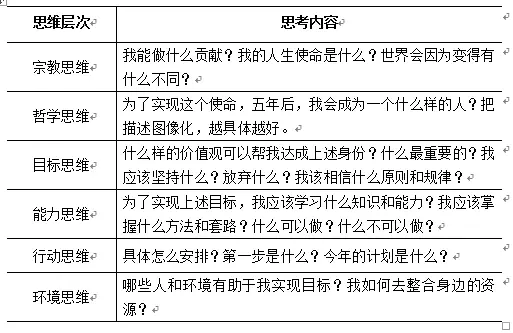 思维层次 思考内容
宗教思维 我能做什么贡献？我的人生使命是什么？世界会因为变得有
什么不同？
哲学思维 为了实现这个使命，五年后，我会成为一个什么样的人？把
描述图像化，越具体越好。
目标思维 什么样的价值观可以帮我达成上述身份？什么最重要的？我
应该坚持什么？放弃什么？我该相信什么原则和规律？
能力思维 为了实现上述目标，我应该学习什么知识和能力？我应该掌
握什么方法和套路？什么可以做？什么不可以做？
行动思维 具体怎么安排？第一步是什么？今年的计划是什么？
环境思维 哪些人和环境有助于我实现目标？我如何去整合身边的资
源？